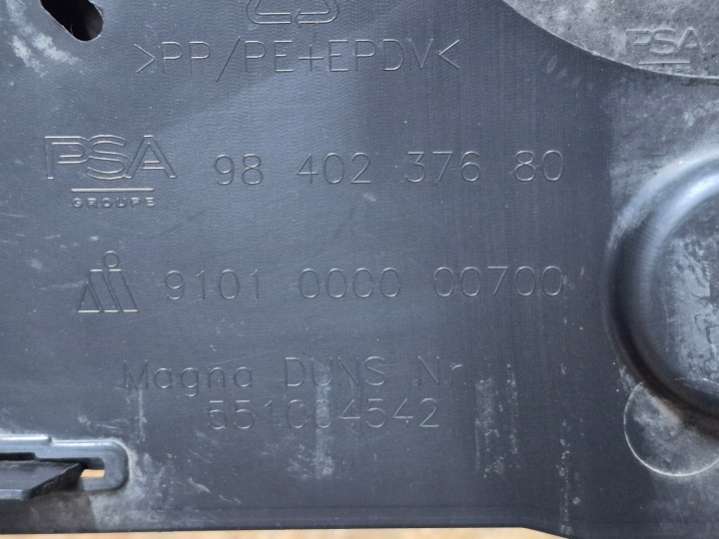 >PP/PE+EPDM<
PSA
PSA 98 402 376 80
GROUPE
9101 0000 00700
Magna DUNS Nr
551004542